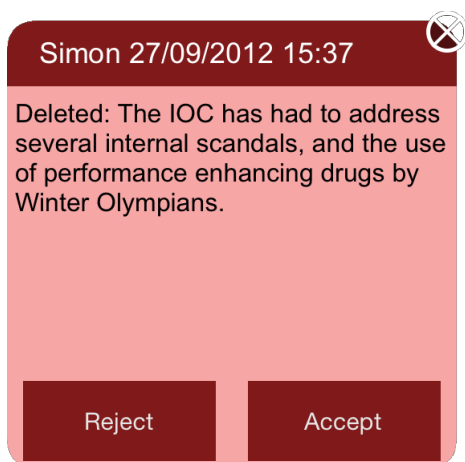 Simon 27/09/2012 15:37
Deleted: The IOC has had to address
several internal scandals, and the use
of performance enhancing drugs by
Winter Olympians.
Reject Accept